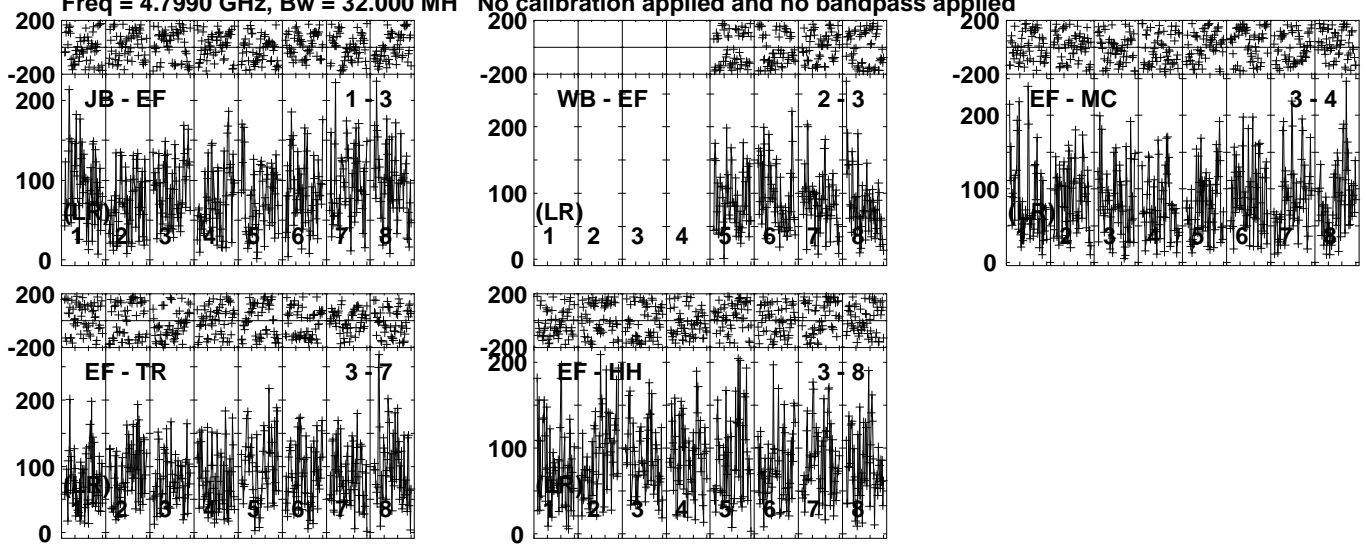 Freq = 4.7990 GHz, Bw = 32.000 MH No calibration applied and no bandpass applied
200
-200
JB - EF 1 - 3
200
100
0
(LR)
1 2 3 4 5 6 7 8
200
-200
WB - EF 2 - 3
200
100
0
(LR)
1 2 3 4 5 6 7 8
200
-200
EF - MC 3 - 4
200
100
0
(LR)
1 2 3 4 5 6 7 8
200
-200
EF - TR 3 - 7
200
100
0
(LR)
1 2 3 4 5 6 7 8
200
-200
EF - HH 3 - 8
200
100
0
(LR)
1 2 3 4 5 6 7 8